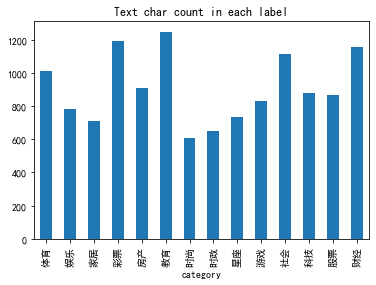 Text char count in each label
1200
1000
800
600
400
200
0
体育
娱乐
家居
彩票
房产
教育
时尚
时政
星座
游戏
社会
科技
股票
财经
category